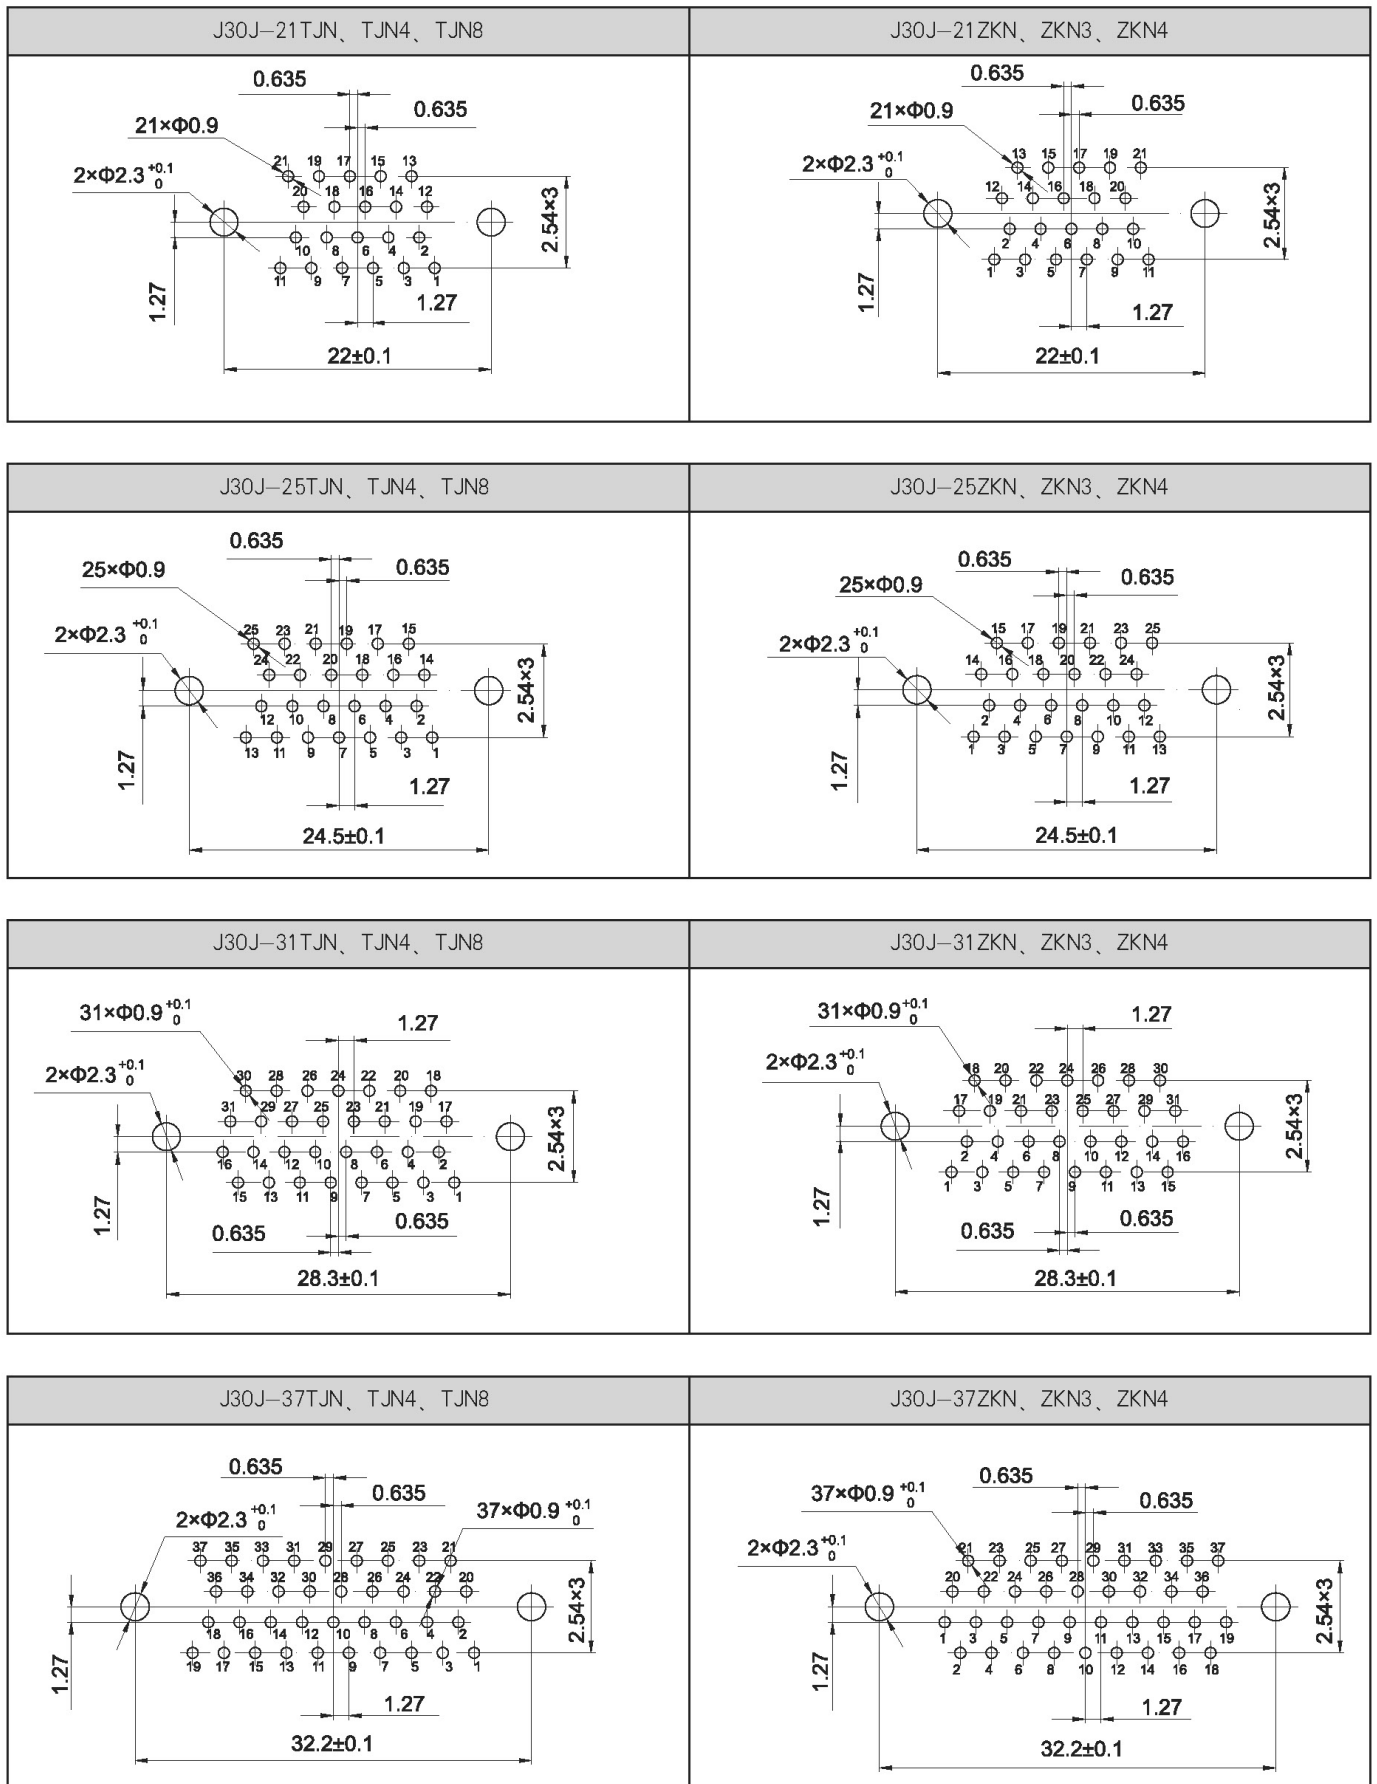 J30J—21TJN、TJN4、TJN8
0.635
0.635
21×Φ0.9
2×Φ2.3 +0.1 0
21 19 17 15 13
20 18 16 14 12
10 8 6 4 2
11 9 7 5 3 1
2.54×3
1.27
1.27
22±0.1
J30J—21ZKN、ZKN3、ZKN4
0.635
0.635
21×Φ0.9
2×Φ2.3 +0.1 0
13 15 17 19 21
12 14 16 18 20
2 4 6 8 10
1 3 5 7 9 11
2.54×3
1.27
1.27
22±0.1
J30J—25TJN、TJN4、TJN8
0.635
0.635
25×Φ0.9
2×Φ2.3 +0.1 0
25 23 21 19 17 15
24 22 20 18 16 14
12 10 8 6 4 2
13 11 9 7 5 3 1
2.54×3
1.27
1.27
24.5±0.1
J30J—25ZKN、ZKN3、ZKN4
0.635
0.635
25×Φ0.9
2×Φ2.3 +0.1 0
15 17 19 21 23 25
14 16 18 20 22 24
2 4 6 8 10 12
1 3 5 7 9 11 13
2.54×3
1.27
1.27
24.5±0.1
J30J—31TJN、TJN4、TJN8
31×Φ0.9 +0.1 0
1.27
2×Φ2.3 +0.1 0
30 28 26 24 22 20 18
31 29 27 25 23 21 19 17
16 14 12 10 8 6 4 2
15 13 11 9 7 5 3 1
2.54×3
1.27
0.635
0.635
28.3±0.1
J30J—31ZKN、ZKN3、ZKN4
31×Φ0.9 +0.1 0
1.27
2×Φ2.3 +0.1 0
18 20 22 24 26 28 30
17 19 21 23 25 27 29 31
2 4 6 8 10 12 14 16
1 3 5 7 9 11 13 15
2.54×3
1.27
0.635
0.635
28.3±0.1
J30J—37TJN、TJN4、TJN8
0.635
0.635
37×Φ0.9 +0.1 0
2×Φ2.3 +0.1 0
37 35 33 31 29 27 25 23 21
36 34 32 30 28 26 24 22 20
18 16 14 12 10 8 6 4 2
19 17 15 13 11 9 7 5 3 1
2.54×3
1.27
1.27
32.2±0.1
J30J—37ZKN、ZKN3、ZKN4
0.635
37×Φ0.9 +0.1 0
0.635
2×Φ2.3 +0.1 0
21 23 25 27 29 31 33 35 37
20 22 24 26 28 30 32 34 36
1 3 5 7 9 11 13 15 17 19
2 4 6 8 10 12 14 16 18
2.54×3
1.27
1.27
32.2±0.1